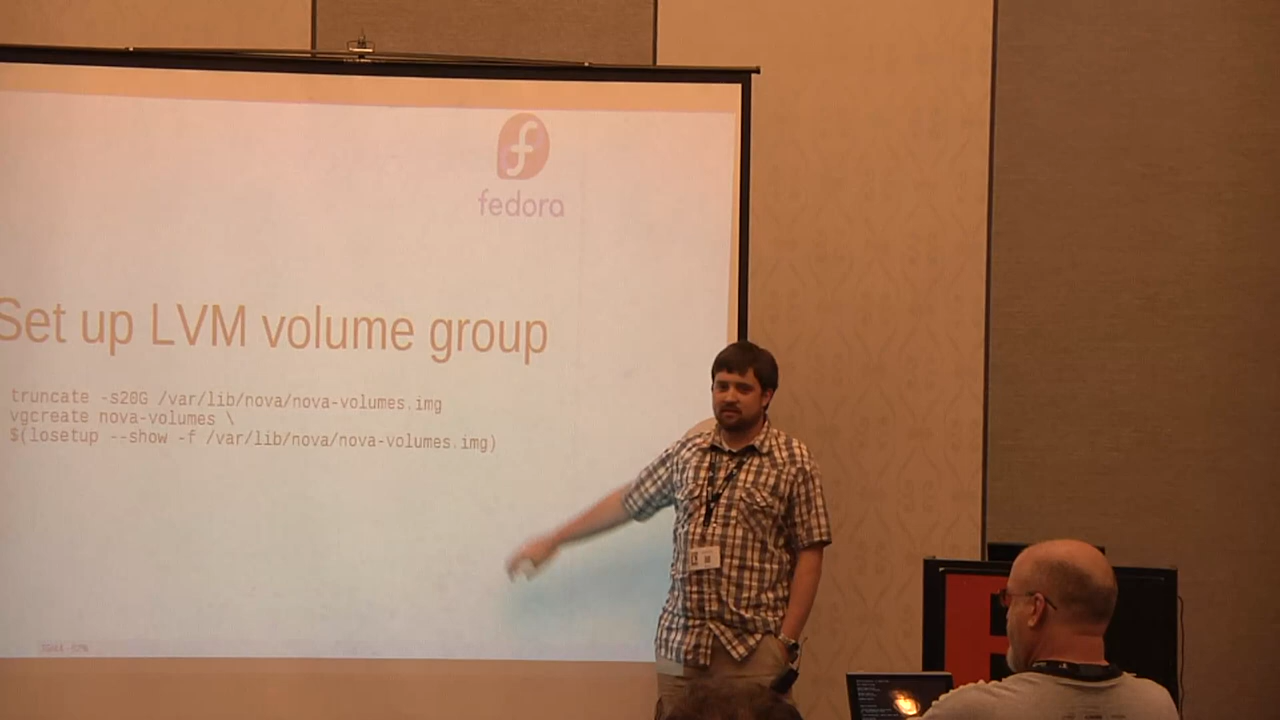 fedora
Set up LVM volume group
truncate -s20G /var/lib/nova/nova-volumes.img
vgcreate nova-volumes \
$(losetup --show -f /var/lib/nova/nova-volumes.img)